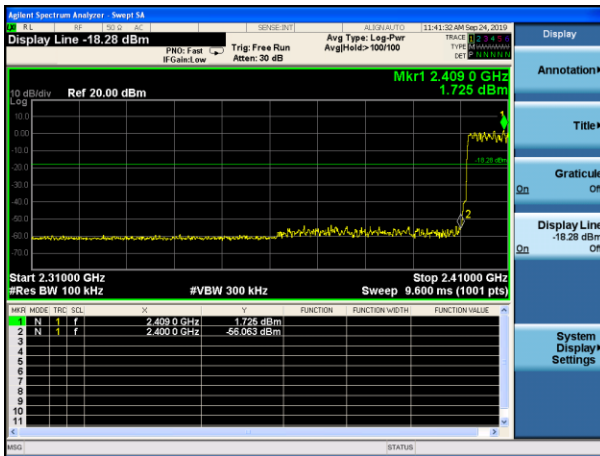 Agilent Spectrum Analyzer - Swept SA
RL RF 50 Ω AC SENSE:INT ALIGN AUTO 11:41:32 AM Sep 24, 2019
Display Line -18.28 dBm
Avg Type: Log-Pwr
TRACE 1 2 3 4 5 6
PNO: Fast Trig: Free Run Avg|Hold:> 100/100
TYPE M
IFGain:Low Atten: 30 dB
DET P N N N N N
Mkr1 2.409 0 GHz
1.725 dBm
10 dB/div Ref 20.00 dBm
Log
10.0
0.00
-10.0
-20.0
-30.0
-40.0
-50.0
-60.0
-70.0
1
-18.28 dBm
2
Start 2.31000 GHz Stop 2.41000 GHz
#Res BW 100 kHz #VBW 300 kHz Sweep 9.600 ms (1001 pts)
MKR MODE TRC SCL X Y FUNCTION FUNCTION WIDTH FUNCTION VALUE
1 N 1 f 2.409 0 GHz 1.725 dBm
2 N 1 f 2.400 0 GHz -56.063 dBm
3
4
5
6
7
8
9
10
11
MSG STATUS
Display
Annotation
Title
Graticule
On Off
Display Line
-18.28 dBm
On Off
System
Display
Settings